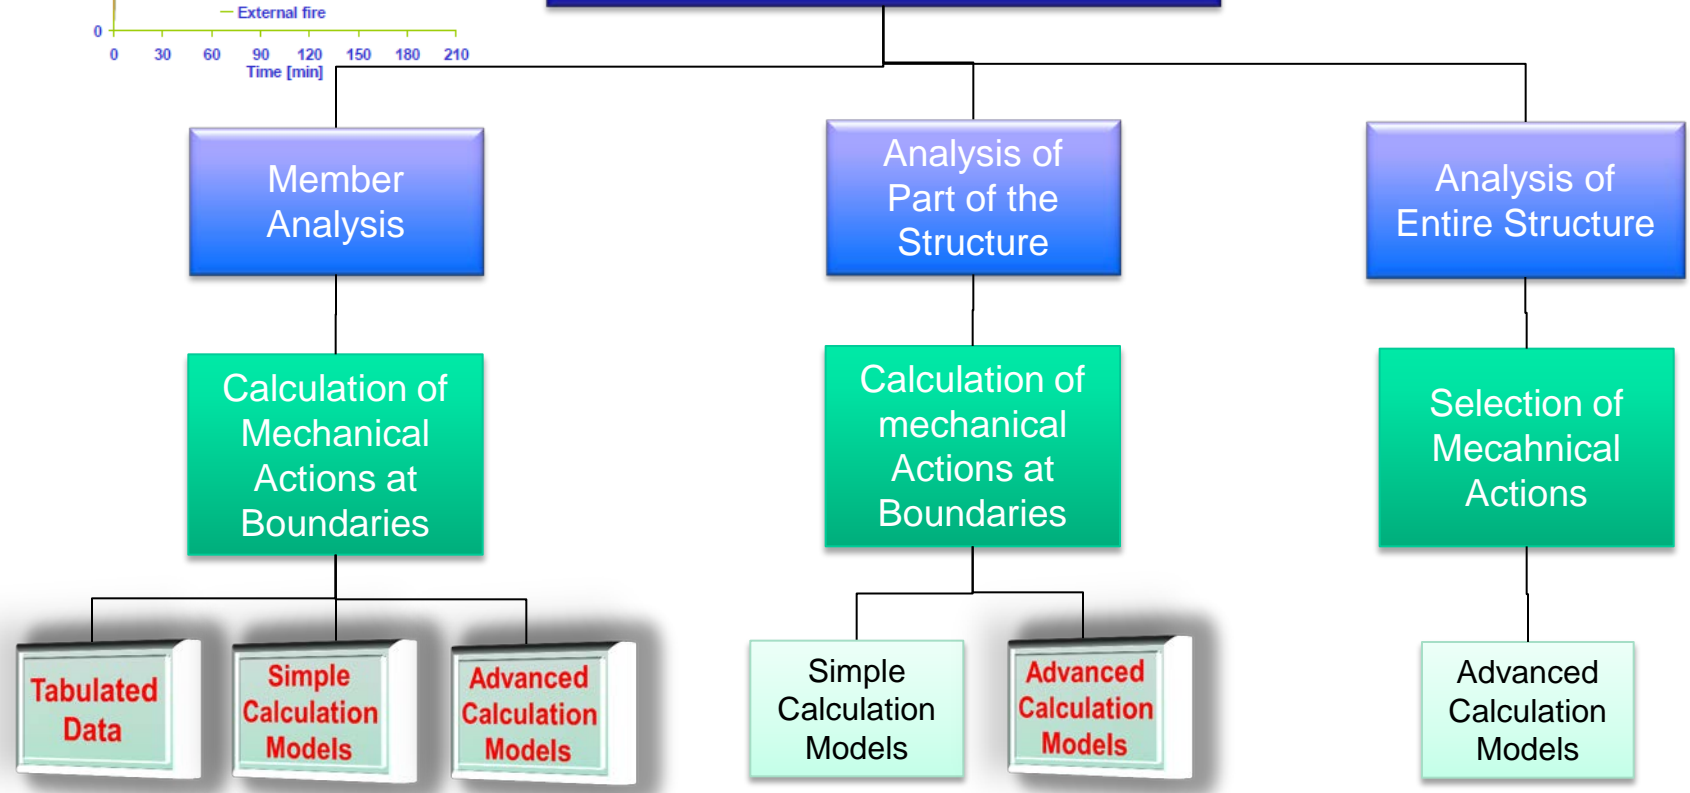 External fire
0
0 30 60 90 120 150 180 210
Time [min]
Member
Analysis
Analysis of
Part of the
Structure
Analysis of
Entire Structure
Calculation of
Mechanical
Actions at
Boundaries
Calculation of
mechanical
Actions at
Boundaries
Selection of
Mecahnical
Actions
Tabulated
Data
Simple
Calculation
Models
Advanced
Calculation
Models
Simple
Calculation
Models
Advanced
Calculation
Models
Advanced
Calculation
Models